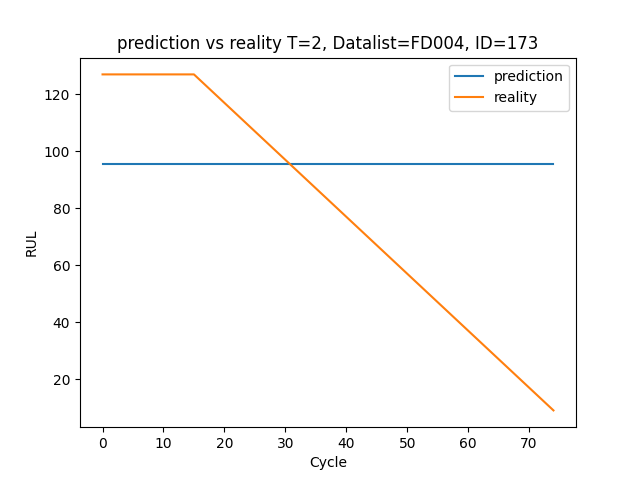 prediction vs reality T=2, Datalist=FD004, ID=173
prediction
reality
120
100
80
60
40
20
RUL
0 10 20 30 40 50 60 70
Cycle